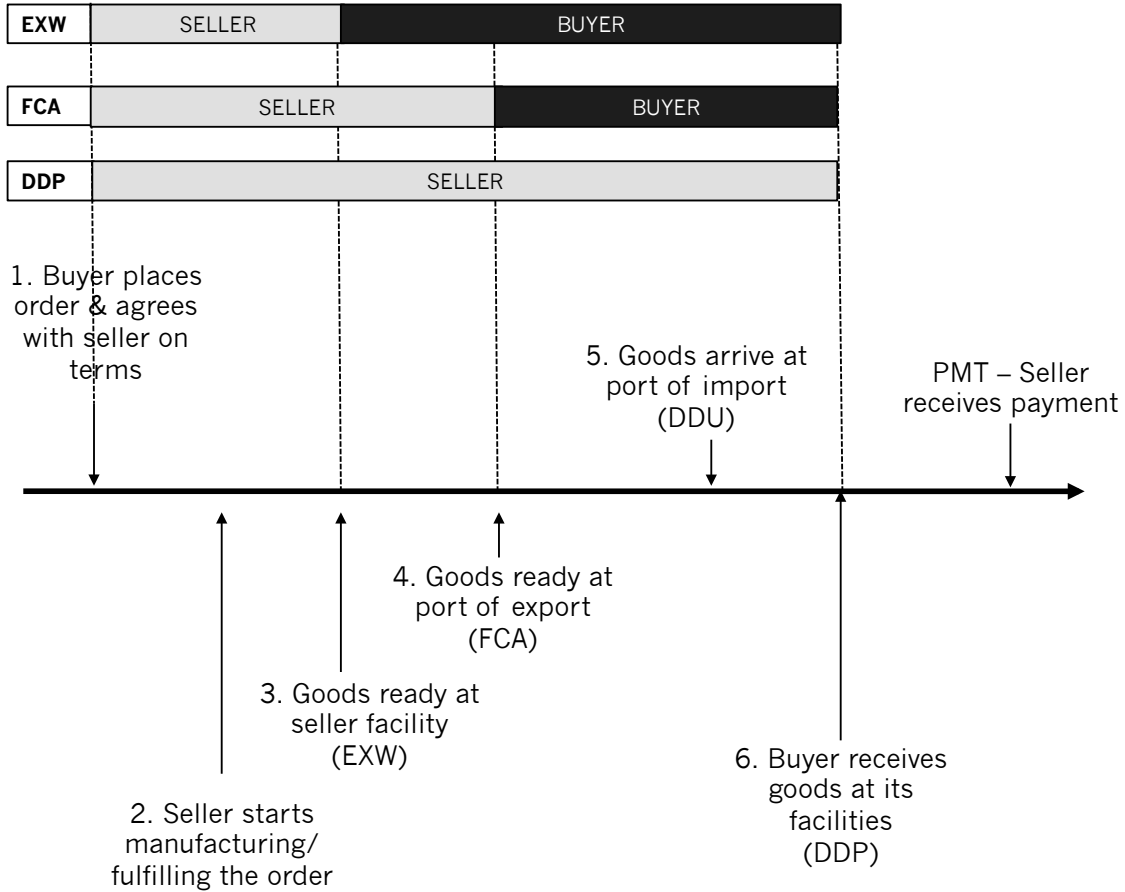 EXW SELLER BUYER
FCA SELLER BUYER
DDP SELLER
1. Buyer places
order & agrees
with seller on
terms
5. Goods arrive at
port of import
(DDU)
PMT – Seller
receives payment
4. Goods ready at
port of export
(FCA)
3. Goods ready at
seller facility
(EXW)
6. Buyer receives
goods at its
facilities
(DDP)
2. Seller starts
manufacturing/
fulfilling the order